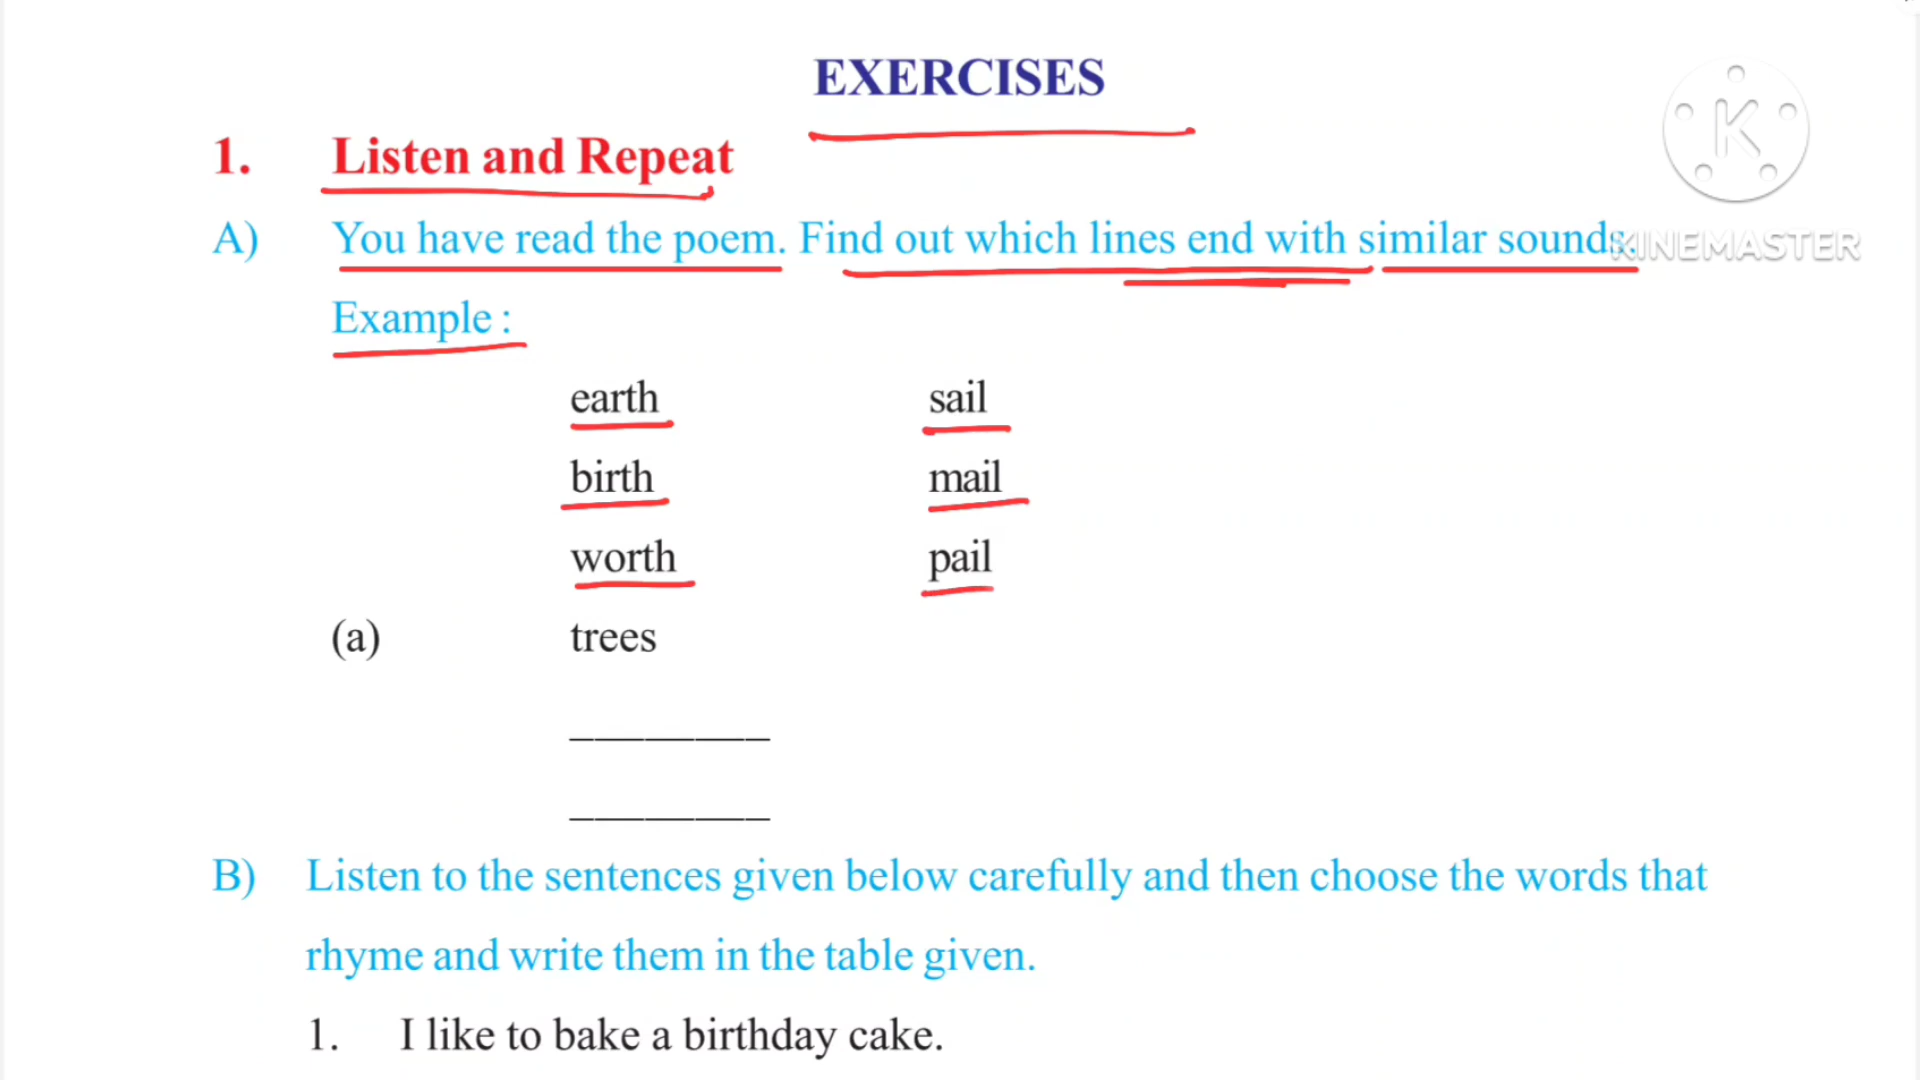 EXERCISES
1. Listen and Repeat
A) You have read the poem. Find out which lines end with similar sounds.
KINEMASTER
Example :
earth sail
birth mail
worth pail
(a) trees
________
________
B) Listen to the sentences given below carefully and then choose the words that
rhyme and write them in the table given.
1. I like to bake a birthday cake.